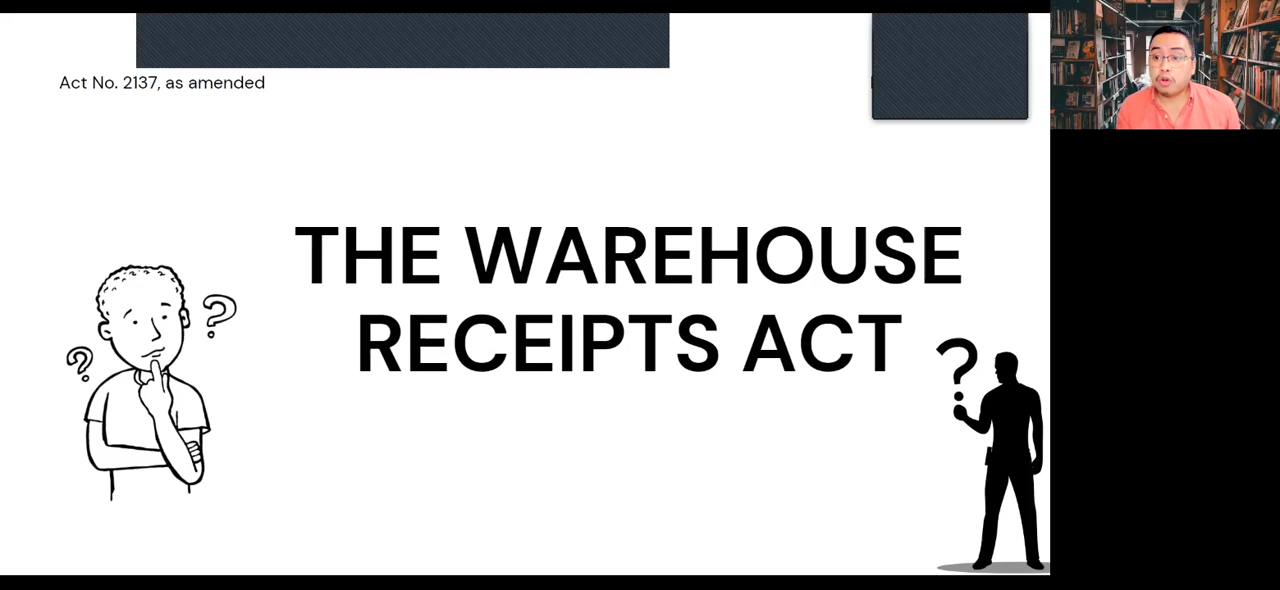 Act No. 2137, as amended
THE WAREHOUSE
RECEIPTS ACT
?
?
?